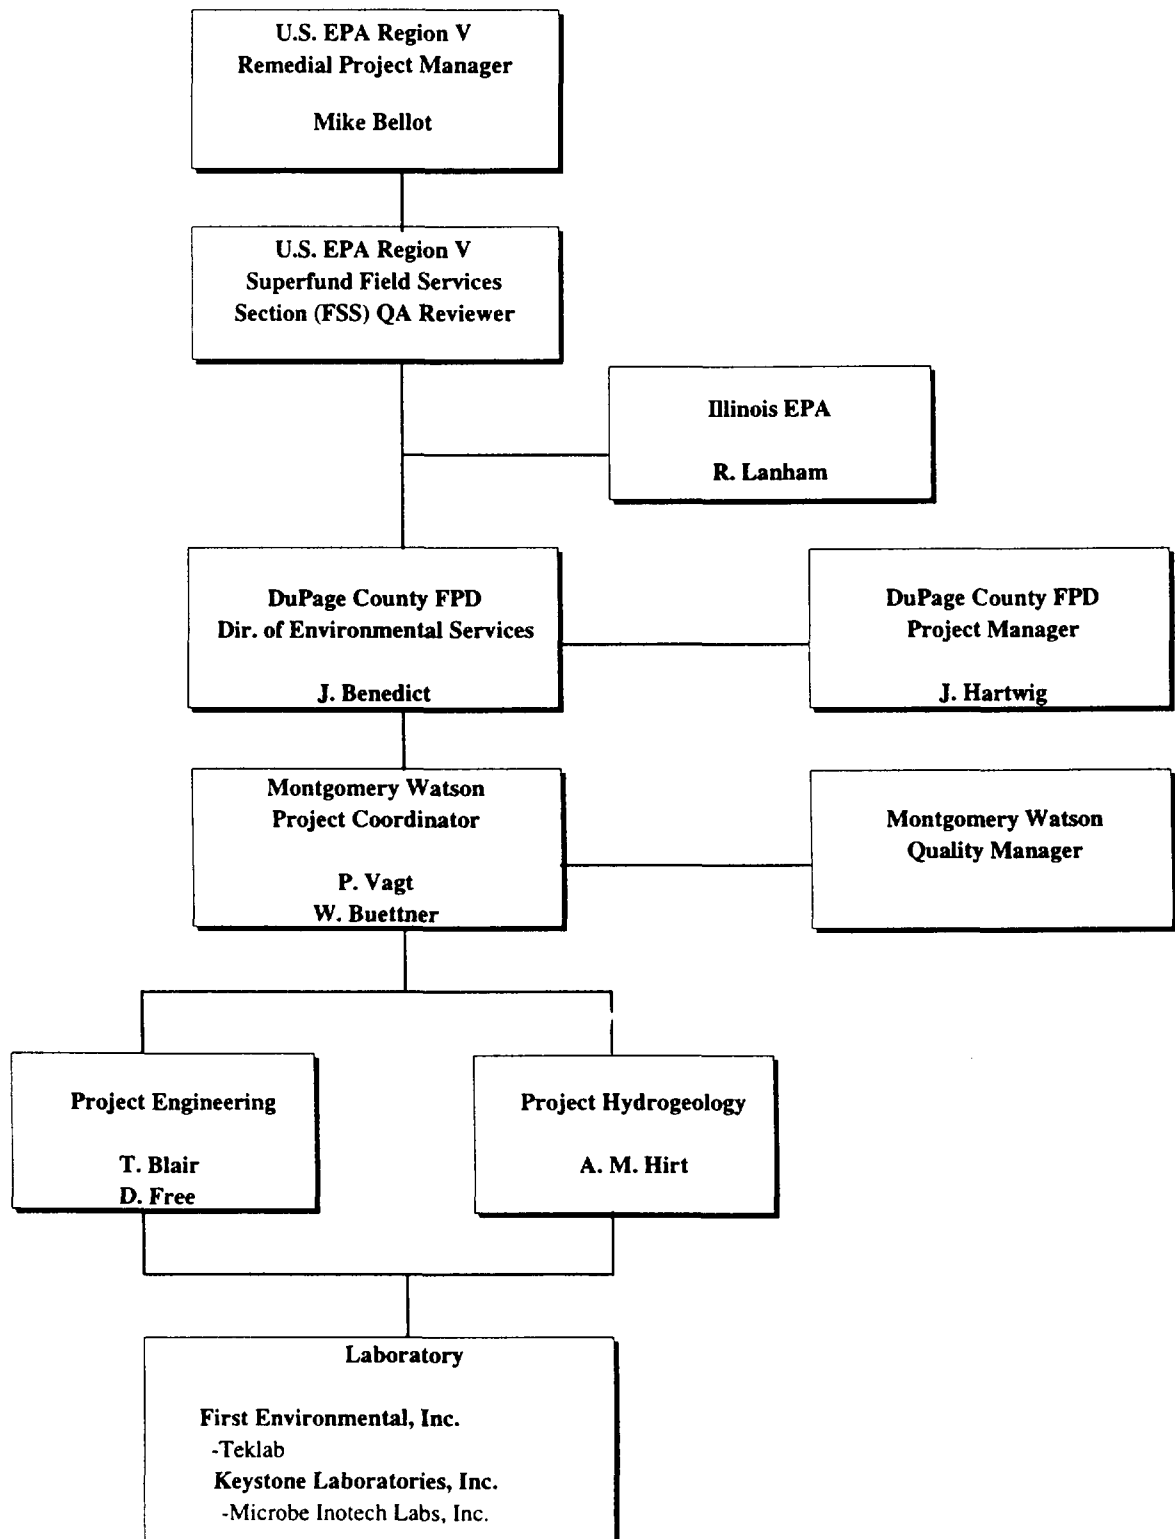 U.S. EPA Region V
Remedial Project Manager
Mike Bellot
U.S. EPA Region V
Superfund Field Services
Section (FSS) QA Reviewer
Illinois EPA
R. Lanham
DuPage County FPD
Dir. of Environmental Services
J. Benedict
DuPage County FPD
Project Manager
J. Hartwig
Montgomery Watson
Project Coordinator
P. Vagt
W. Buettner
Montgomery Watson
Quality Manager
Project Engineering
T. Blair
D. Free
Project Hydrogeology
A. M. Hirt
Laboratory
First Environmental, Inc.
-Teklab
Keystone Laboratories, Inc.
-Microbe Inotech Labs, Inc.